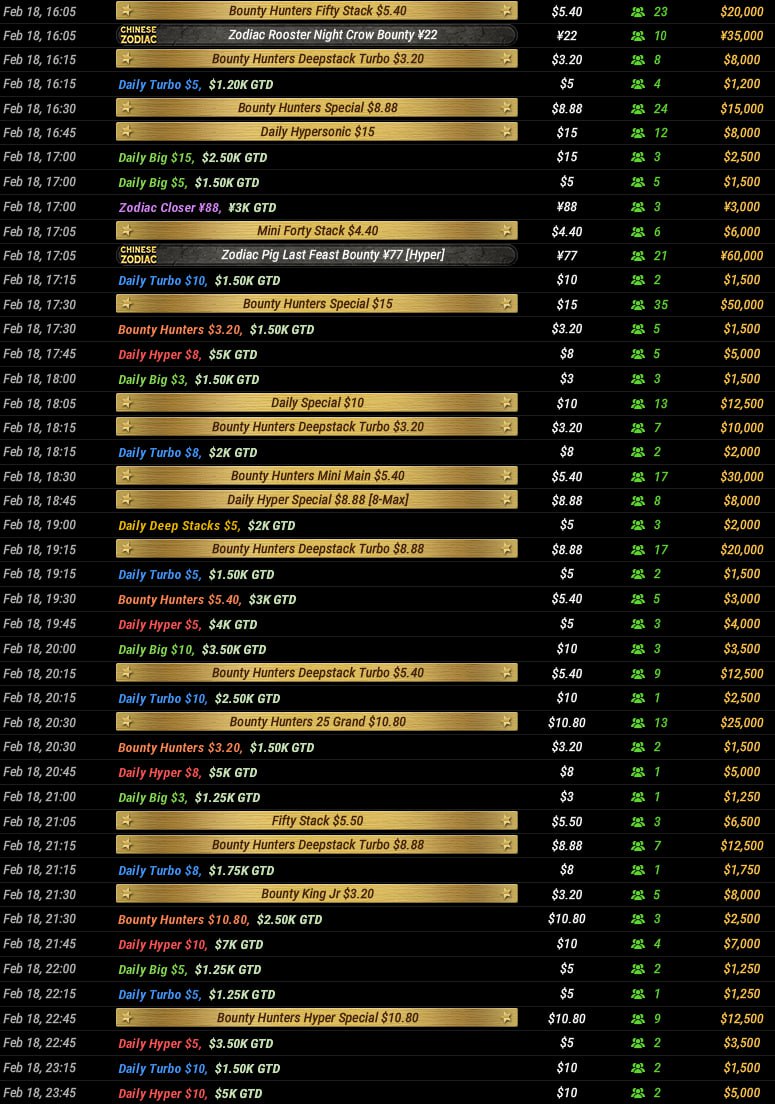 Feb 18, 16:05 Bounty Hunters Fifty Stack $5.40 $5.40 23 $20,000
Feb 18, 16:05 CHINESE ZODIAC Zodiac Rooster Night Crow Bounty ¥22 ¥22 10 ¥35,000
Feb 18, 16:15 Bounty Hunters Deepstack Turbo $3.20 $3.20 8 $8,000
Feb 18, 16:15 Daily Turbo $5, $1.20K GTD $5 4 $1,200
Feb 18, 16:30 Bounty Hunters Special $8.88 $8.88 24 $15,000
Feb 18, 16:45 Daily Hypersonic $15 $15 12 $8,000
Feb 18, 17:00 Daily Big $15, $2.50K GTD $15 3 $2,500
Feb 18, 17:00 Daily Big $5, $1.50K GTD $5 5 $1,500
Feb 18, 17:00 Zodiac Closer ¥88, ¥3K GTD ¥88 3 ¥3,000
Feb 18, 17:05 Mini Forty Stack $4.40 $4.40 6 $6,000
Feb 18, 17:05 CHINESE ZODIAC Zodiac Pig Last Feast Bounty ¥77 [Hyper] ¥77 21 ¥60,000
Feb 18, 17:15 Daily Turbo $10, $1.50K GTD $10 2 $1,500
Feb 18, 17:30 Bounty Hunters Special $15 $15 35 $50,000
Feb 18, 17:30 Bounty Hunters $3.20, $1.50K GTD $3.20 5 $1,500
Feb 18, 17:45 Daily Hyper $8, $5K GTD $8 5 $5,000
Feb 18, 18:00 Daily Big $3, $1.50K GTD $3 3 $1,500
Feb 18, 18:05 Daily Special $10 $10 13 $12,500
Feb 18, 18:15 Bounty Hunters Deepstack Turbo $3.20 $3.20 7 $10,000
Feb 18, 18:15 Daily Turbo $8, $2K GTD $8 2 $2,000
Feb 18, 18:30 Bounty Hunters Mini Main $5.40 $5.40 17 $30,000
Feb 18, 18:45 Daily Hyper Special $8.88 [8-Max] $8.88 8 $8,000
Feb 18, 19:00 Daily Deep Stacks $5, $2K GTD $5 3 $2,000
Feb 18, 19:15 Bounty Hunters Deepstack Turbo $8.88 $8.88 17 $20,000
Feb 18, 19:15 Daily Turbo $5, $1.50K GTD $5 2 $1,500
Feb 18, 19:30 Bounty Hunters $5.40, $3K GTD $5.40 5 $3,000
Feb 18, 19:45 Daily Hyper $5, $4K GTD $5 3 $4,000
Feb 18, 20:00 Daily Big $10, $3.50K GTD $10 3 $3,500
Feb 18, 20:15 Bounty Hunters Deepstack Turbo $5.40 $5.40 9 $12,500
Feb 18, 20:15 Daily Turbo $10, $2.50K GTD $10 1 $2,500
Feb 18, 20:30 Bounty Hunters 25 Grand $10.80 $10.80 13 $25,000
Feb 18, 20:30 Bounty Hunters $3.20, $1.50K GTD $3.20 2 $1,500
Feb 18, 20:45 Daily Hyper $8, $5K GTD $8 1 $5,000
Feb 18, 21:00 Daily Big $3, $1.25K GTD $3 1 $1,250
Feb 18, 21:05 Fifty Stack $5.50 $5.50 3 $6,500
Feb 18, 21:15 Bounty Hunters Deepstack Turbo $8.88 $8.88 7 $12,500
Feb 18, 21:15 Daily Turbo $8, $1.75K GTD $8 1 $1,750
Feb 18, 21:30 Bounty King Jr $3.20 $3.20 5 $8,000
Feb 18, 21:30 Bounty Hunters $10.80, $2.50K GTD $10.80 3 $2,500
Feb 18, 21:45 Daily Hyper $10, $7K GTD $10 4 $7,000
Feb 18, 22:00 Daily Big $5, $1.25K GTD $5 2 $1,250
Feb 18, 22:15 Daily Turbo $5, $1.25K GTD $5 1 $1,250
Feb 18, 22:45 Bounty Hunters Hyper Special $10.80 $10.80 9 $12,500
Feb 18, 22:45 Daily Hyper $5, $3.50K GTD $5 2 $3,500
Feb 18, 23:15 Daily Turbo $10, $1.50K GTD $10 2 $1,500
Feb 18, 23:45 Daily Hyper $10, $5K GTD $10 2 $5,000